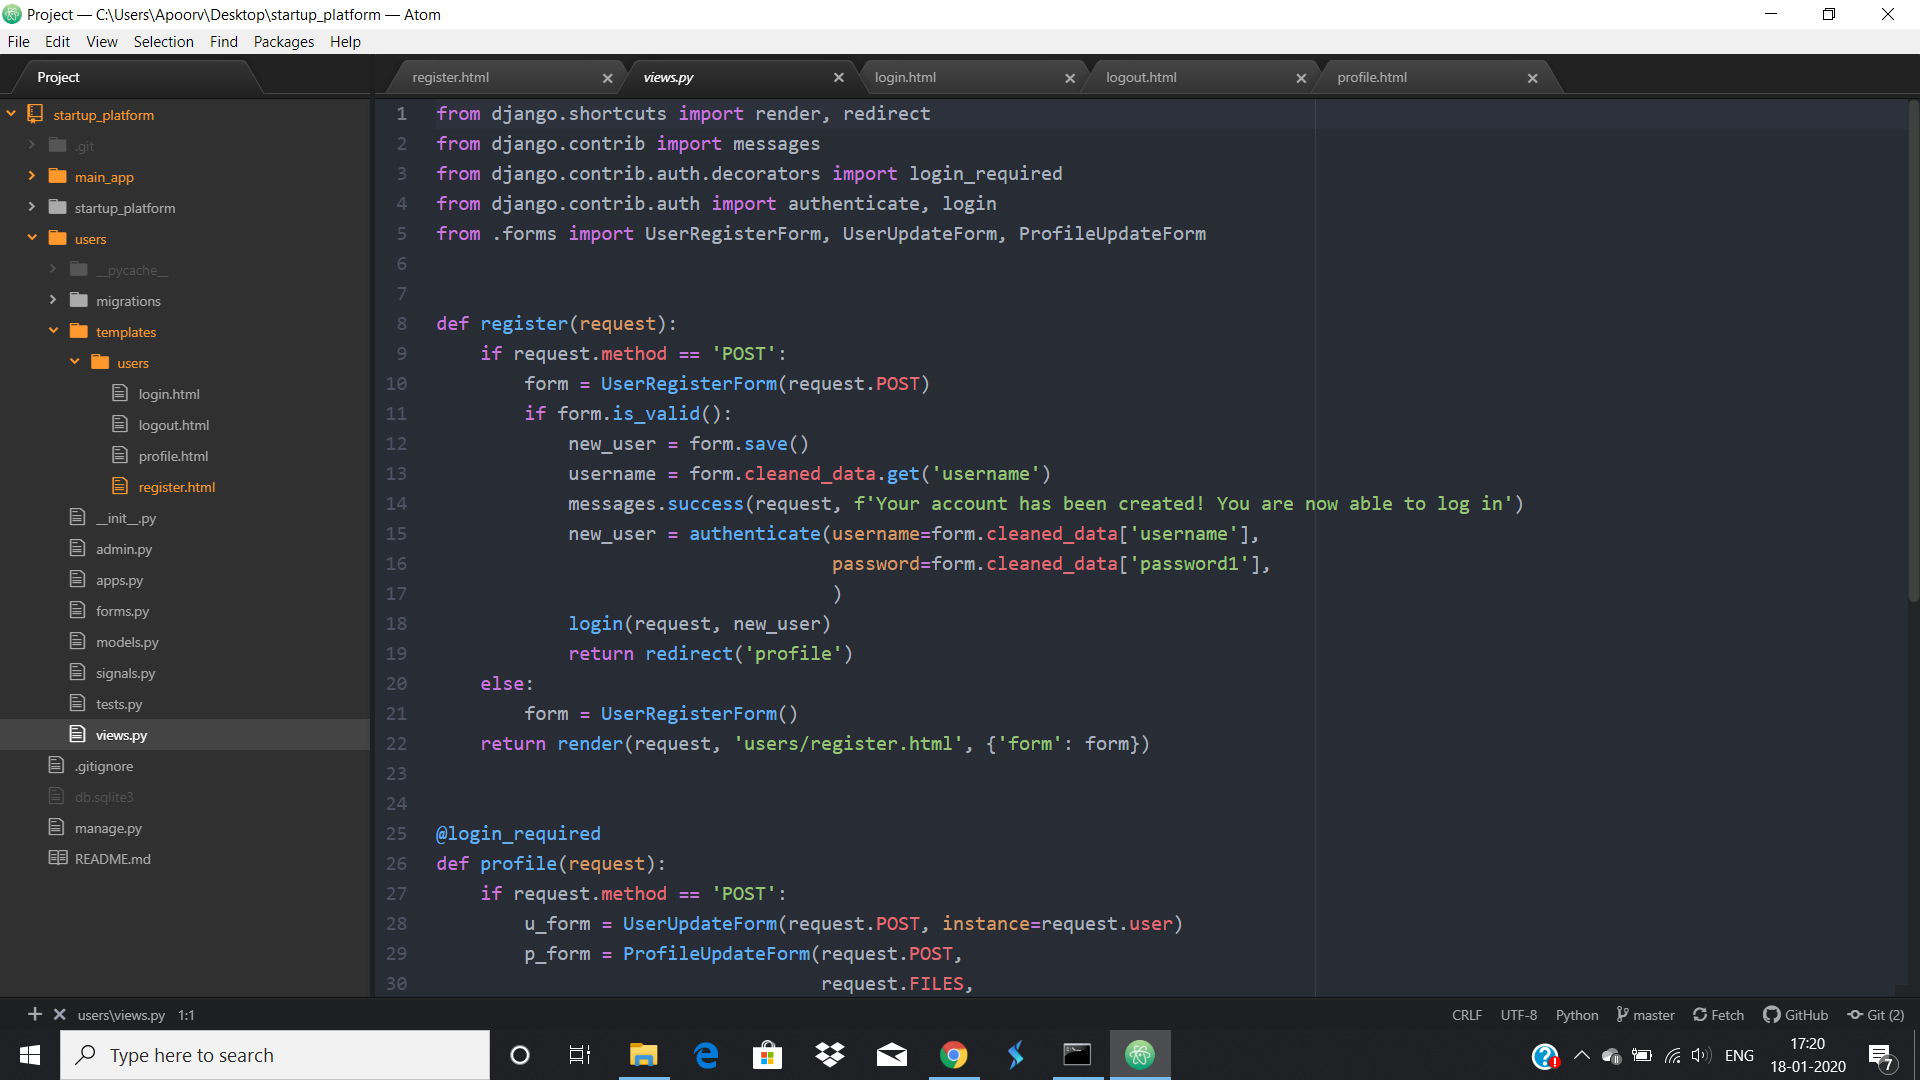 Project — C:\Users\Apoorv\Desktop\startup_platform — Atom
File Edit View Selection Find Packages Help
Project
register.html
views.py
login.html
logout.html
profile.html
startup_platform
.git
main_app
startup_platform
users
__pycache__
migrations
templates
users
login.html
logout.html
profile.html
register.html
__init__.py
admin.py
apps.py
forms.py
models.py
signals.py
tests.py
views.py
.gitignore
db.sqlite3
manage.py
README.md
1 from django.shortcuts import render, redirect
2 from django.contrib import messages
3 from django.contrib.auth.decorators import login_required
4 from django.contrib.auth import authenticate, login
5 from .forms import UserRegisterForm, UserUpdateForm, ProfileUpdateForm
6
7
8 def register(request):
9     if request.method == 'POST':
10         form = UserRegisterForm(request.POST)
11         if form.is_valid():
12             new_user = form.save()
13             username = form.cleaned_data.get('username')
14             messages.success(request, f'Your account has been created! You are now able to log in')
15             new_user = authenticate(username=form.cleaned_data['username'],
16                                     password=form.cleaned_data['password1'],
17                                     )
18             login(request, new_user)
19             return redirect('profile')
20     else:
21         form = UserRegisterForm()
22     return render(request, 'users/register.html', {'form': form})
23
24
25 @login_required
26 def profile(request):
27     if request.method == 'POST':
28         u_form = UserUpdateForm(request.POST, instance=request.user)
29         p_form = ProfileUpdateForm(request.POST,
30                                    request.FILES,
users\views.py 1:1
CRLF UTF-8 Python master Fetch GitHub Git (2)
Type here to search
ENG
17:20
18-01-2020
7